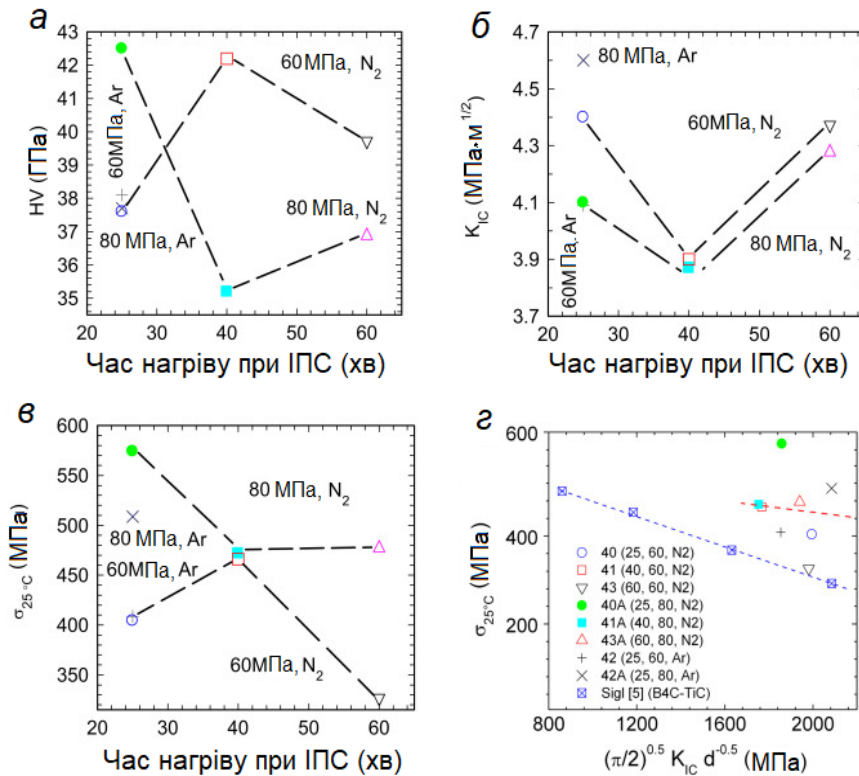 а
43
42
41
40
39
38
37
36
35
HV (ГПа)
60МПа, Ar
60 МПа, N2
80 МПа, Ar
80 МПа, N2
20 30 40 50 60
Час нагріву при ІПС (хв)
б
4.7
4.5
4.3
4.1
3.9
3.7
K_IC (МПа·м^1/2)
80 МПа, Ar
60МПа, N2
80 МПа, N2
60МПа, Ar
20 30 40 50 60
Час нагріву при ІПС (хв)
в
600
550
500
450
400
350
σ25 °C (МПа)
80 МПа, N2
80 МПа, Ar
60 МПа, Ar
60МПа, N2
20 30 40 50 60
Час нагріву при ІПС (хв)
г
600
400
200
σ25°C (МПа)
40 (25, 60, N2)
41 (40, 60, N2)
43 (60, 60, N2)
40A (25, 80, N2)
41A (40, 80, N2)
43A (60, 80, N2)
42 (25, 60, Ar)
42A (25, 80, Ar)
Sigl [5] (B4C-TiC)
800 1200 1600 2000
(π/2)^0.5 K_IC d^-0.5 (МПа)